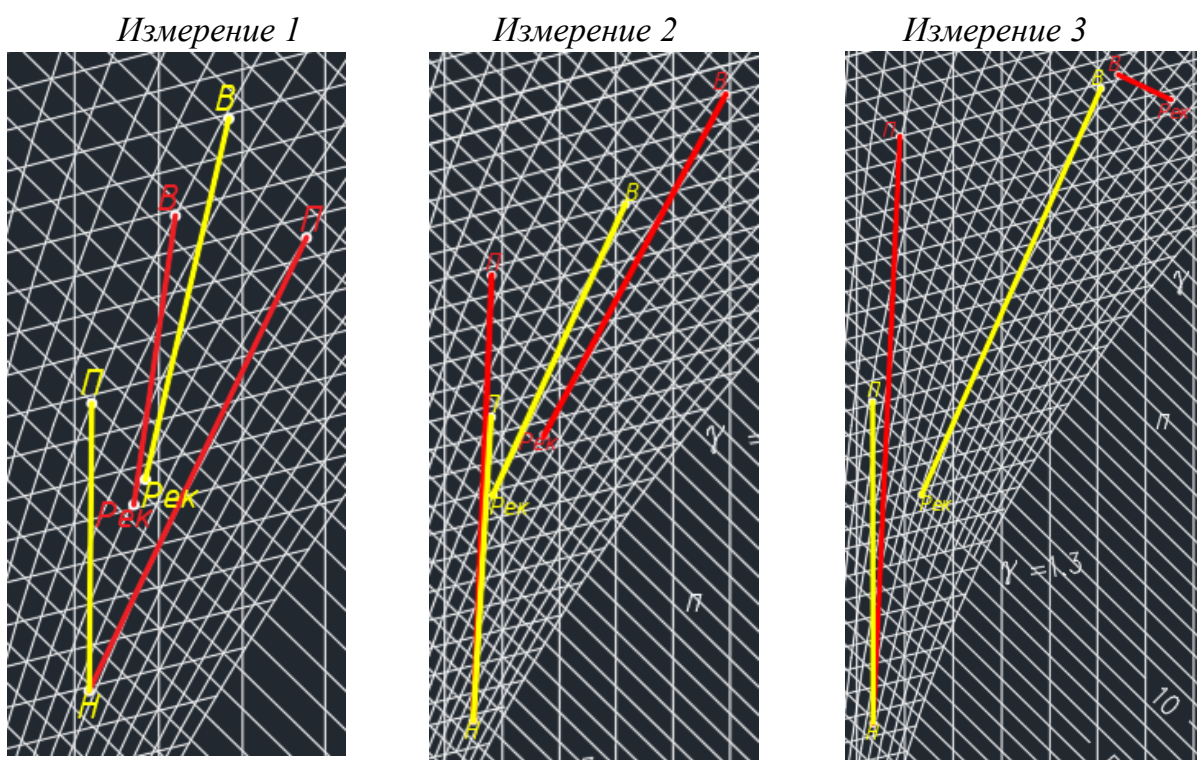 Измерение 1 Измерение 2 Измерение 3
В
В
П
П
Рек
Рек
Н
В
В
П
П
Рек
Рек
Н
γ =
п
В
В
Рек
П
П
Рек
Н
γ
п
γ =1.3
10